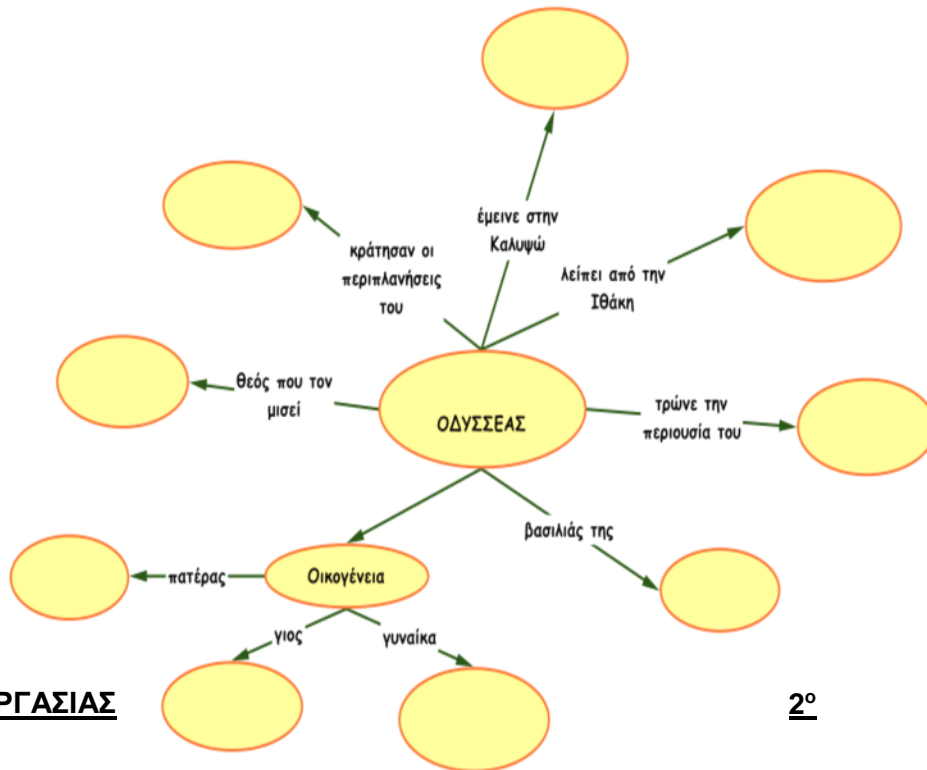 έμεινε στην
Καλυψώ
κράτησαν οι
περιπλανήσεις
του
λείπει από την
Ιθάκη
θεός που τον
μισεί
ΟΔΥΣΣΕΑΣ
τρώνε την
περιουσία του
βασιλιάς της
πατέρας
Οικογένεια
γιος
γυναίκα
ΡΓΑΣΙΑΣ
2º